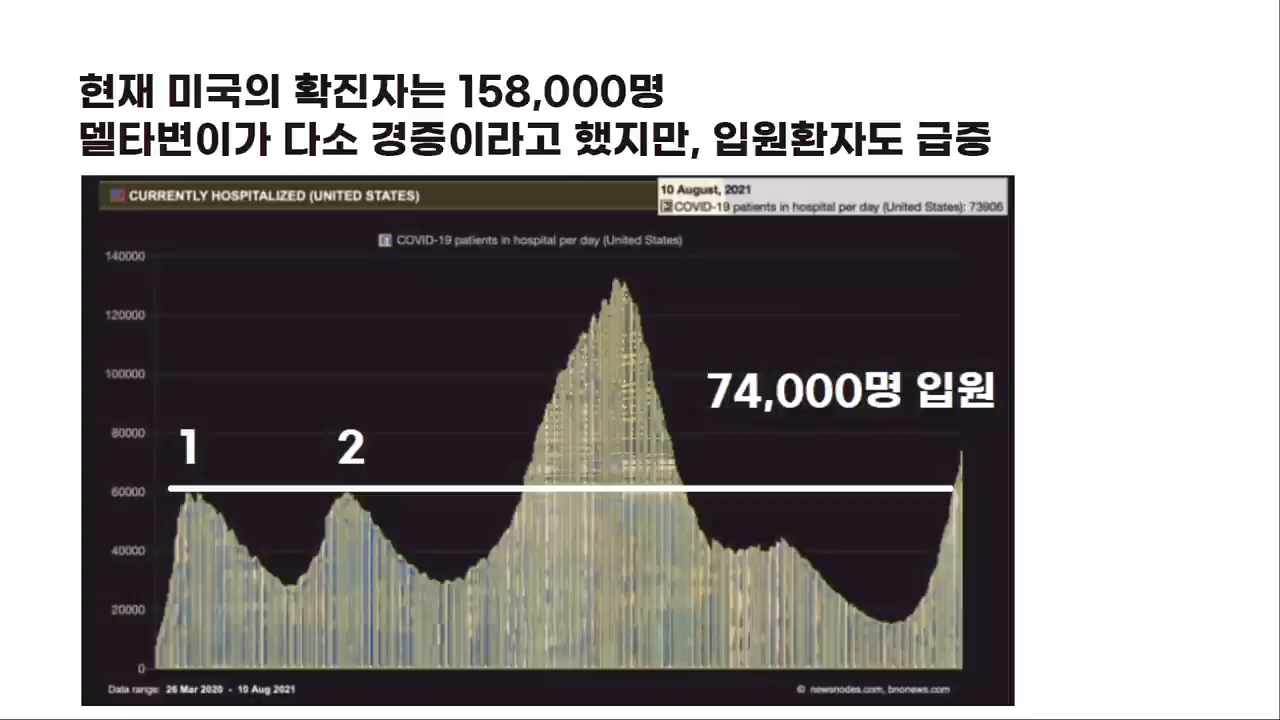 현재 미국의 확진자는 158,000명
델타변이가 다소 경증이라고 했지만, 입원환자도 급증
CURRENTLY HOSPITALIZED (UNITED STATES)
10 August, 2021
COVID-19 patients in hospital per day (United States): 73906
COVID-19 patients in hospital per day (United States)
140000
120000
100000
74,000명 입원
80000
1
2
60000
40000
20000
0
Data range: 26 Mar 2020 - 10 Aug 2021
© newsnodes.com, bnonews.com